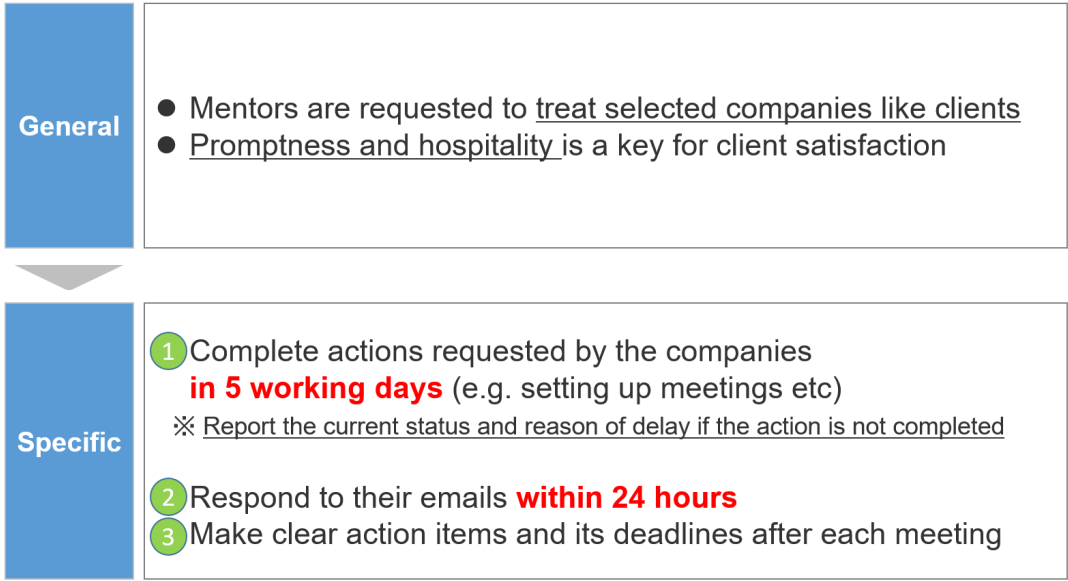 General
● Mentors are requested to treat selected companies like clients
● Promptness and hospitality is a key for client satisfaction
Specific
1 Complete actions requested by the companies
in 5 working days (e.g. setting up meetings etc)
※ Report the current status and reason of delay if the action is not completed
2 Respond to their emails within 24 hours
3 Make clear action items and its deadlines after each meeting